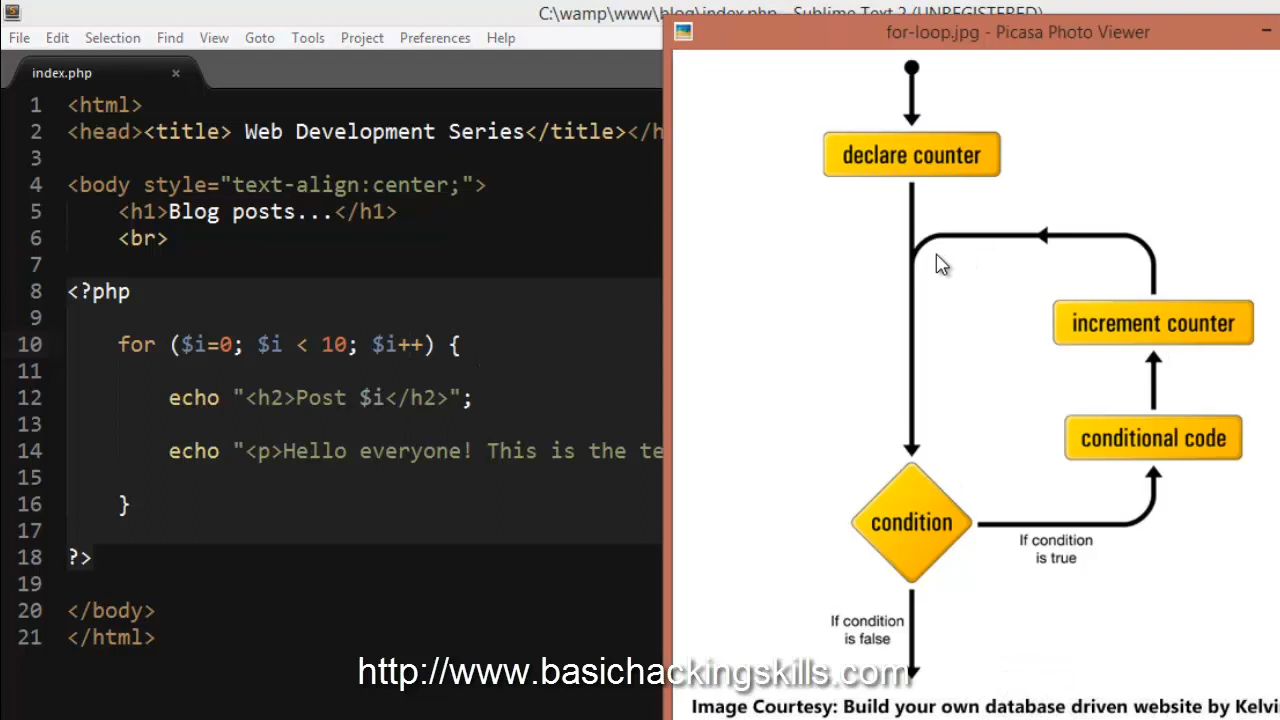 C:\wamp\www\blog\index.php - Sublime Text 2 (UNREGISTERED)
File Edit Selection Find View Goto Tools Project Preferences Help
index.php ×
1 <html>
2 <head><title> Web Development Series</title></h
3
4 <body style="text-align:center;">
5 <h1>Blog posts...</h1>
6 <br>
7
8 <?php
9
10 for ($i=0; $i < 10; $i++) {
11
12 echo "<h2>Post $i</h2>";
13
14 echo "<p>Hello everyone! This is the te
15
16 }
17
18 ?>
19
20 </body>
21 </html>
for-loop.jpg - Picasa Photo Viewer
declare counter
increment counter
conditional code
condition
If condition
is true
If condition
is false
http://www.basichackingskills.com
Image Courtesy: Build your own database driven website by Kelvi